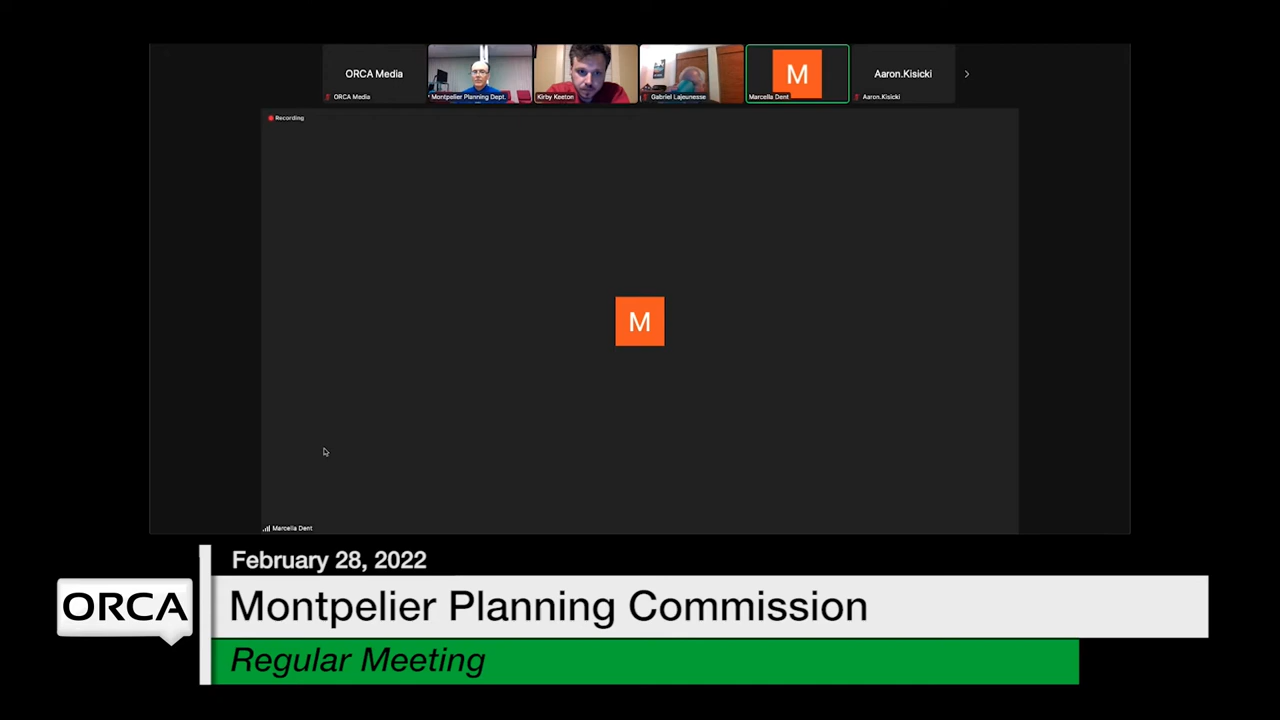 ORCA Media
ORCA Media
Montpelier Planning Dept.
Kirby Keeton
Gabriel Lajeunesse
M
Marcella Dent
Aaron.Kisicki
Aaron.Kisicki
Recording
M
Marcella Dent
February 28, 2022
ORCA
Montpelier Planning Commission
Regular Meeting